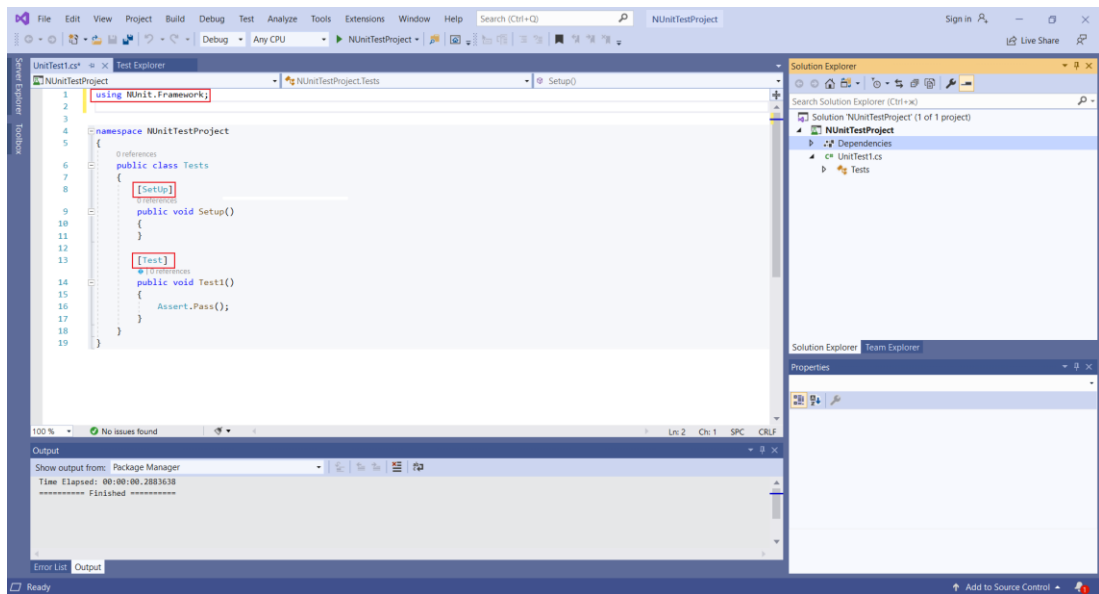 File Edit View Project Build Debug Test Analyze Tools Extensions Window Help Search (Ctrl+Q) NUnitTestProject Sign in
Debug Any CPU NUnitTestProject Live Share
Server Explorer
Toolbox
UnitTest1.cs* Test Explorer
NUnitTestProject NUnitTestProject.Tests Setup()
1 using NUnit.Framework;
2
3
4 namespace NUnitTestProject
5 {
0 references
6 public class Tests
7 {
8 [SetUp]
0 references
9 public void Setup()
10 {
11 }
12
13 [Test]
0 references
14 public void Test1()
15 {
16 Assert.Pass();
17 }
18 }
19 }
100 % No issues found Ln: 2 Ch: 1 SPC CRLF
Output
Show output from: Package Manager
Time Elapsed: 00:00:00.2883638
========== Finished ==========
Error List Output
Solution Explorer
Search Solution Explorer (Ctrl+ж)
Solution 'NUnitTestProject' (1 of 1 project)
NUnitTestProject
Dependencies
C# UnitTest1.cs
Tests
Solution Explorer Team Explorer
Properties
Ready Add to Source Control 1